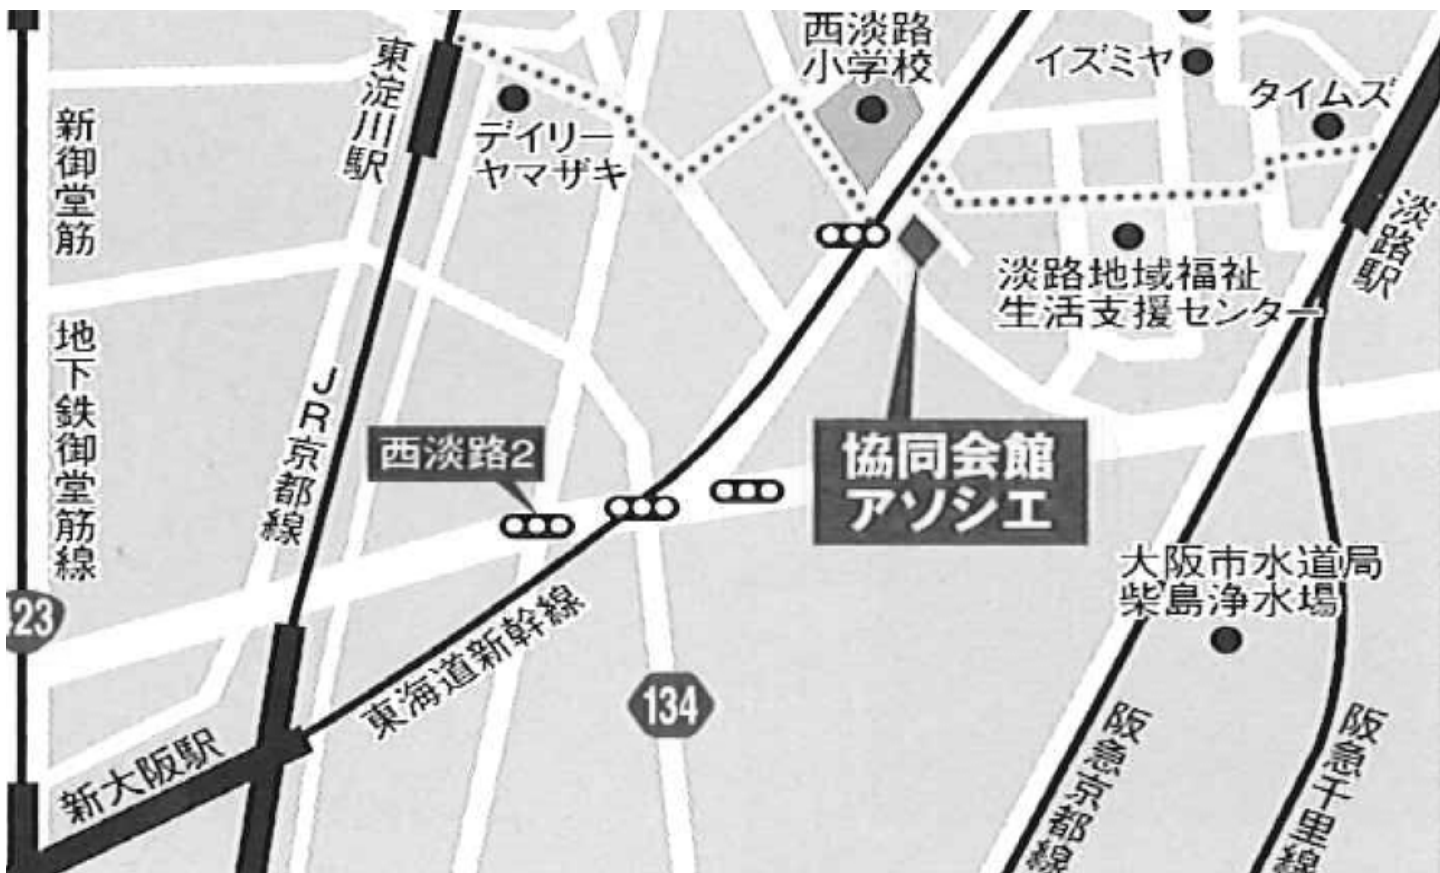 西淡路
小学校
イズミヤ
タイムズ
東淀川駅
デイリー
ヤマザキ
新御堂筋
淡路駅
淡路地域福祉
生活支援センター
地下鉄御堂筋線
JR京都線
西淡路2
協同会館
アソシエ
大阪市水道局
柴島浄水場
423
東海道新幹線
134
新大阪駅
阪急京都線
阪急千里線